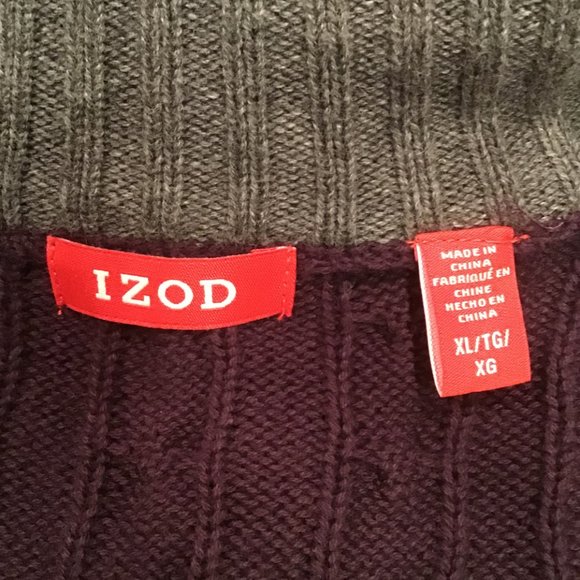 IZOD
MADE IN
CHINA
FABRIQUÉ EN
CHINE
HECHO EN
CHINA
XL/TG/
XG